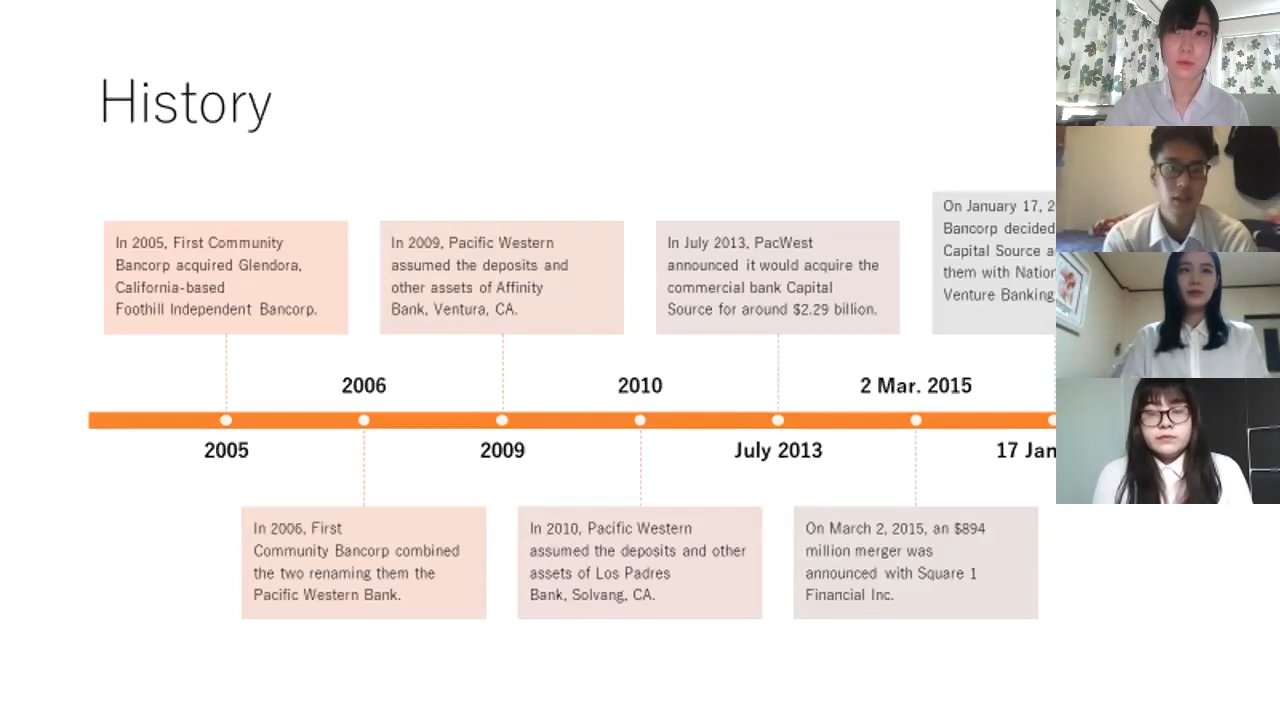 History
In 2005, First Community
Bancorp acquired Glendora,
California-based
Foothill Independent Bancorp.
In 2009, Pacific Western
assumed the deposits and
other assets of Affinity
Bank, Ventura, CA.
In July 2013, PacWest
announced it would acquire the
commercial bank Capital
Source for around $2.29 billion.
On January 17, 2
Bancorp decided
Capital Source a
them with Nation
Venture Banking
2006
2010
2 Mar. 2015
2005
2009
July 2013
17 Jan
In 2006, First
Community Bancorp combined
the two renaming them the
Pacific Western Bank.
In 2010, Pacific Western
assumed the deposits and other
assets of Los Padres
Bank, Solvang, CA.
On March 2, 2015, an $894
million merger was
announced with Square 1
Financial Inc.